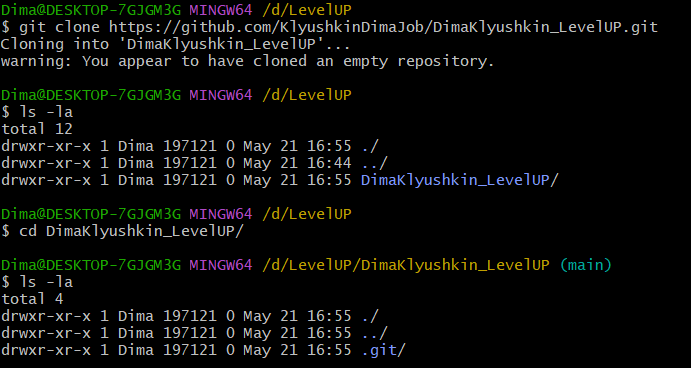 Dima@DESKTOP-7GJGM3G MINGW64 /d/LevelUP
$ git clone https://github.com/KlyushkinDimaJob/DimaKlyushkin_LevelUP.git
Cloning into 'DimaKlyushkin_LevelUP'...
warning: You appear to have cloned an empty repository.
Dima@DESKTOP-7GJGM3G MINGW64 /d/LevelUP
$ ls -la
total 12
drwxr-xr-x 1 Dima 197121 0 May 21 16:55 ./
drwxr-xr-x 1 Dima 197121 0 May 21 16:44 ../
drwxr-xr-x 1 Dima 197121 0 May 21 16:55 DimaKlyushkin_LevelUP/
Dima@DESKTOP-7GJGM3G MINGW64 /d/LevelUP
$ cd DimaKlyushkin_LevelUP/
Dima@DESKTOP-7GJGM3G MINGW64 /d/LevelUP/DimaKlyushkin_LevelUP (main)
$ ls -la
total 4
drwxr-xr-x 1 Dima 197121 0 May 21 16:55 ./
drwxr-xr-x 1 Dima 197121 0 May 21 16:55 ../
drwxr-xr-x 1 Dima 197121 0 May 21 16:55 .git/